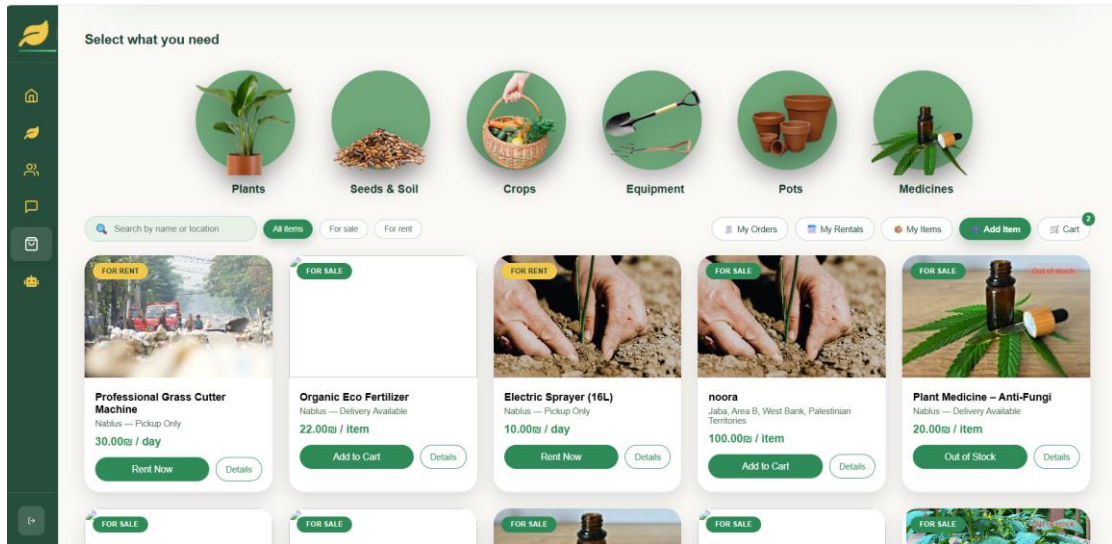 Select what you need
Plants
Seeds & Soil
Crops
Equipment
Pots
Medicines
Search by name or location
All items
For sale
For rent
My Orders
My Rentals
My Items
Add Item
Cart
2
FOR RENT
FOR SALE
FOR RENT
FOR SALE
FOR SALE
Out of stock
Professional Grass Cutter
Machine
Nablus — Pickup Only
30.00₪ / day
Rent Now
Details
Organic Eco Fertilizer
Nablus — Delivery Available
22.00₪ / item
Add to Cart
Details
Electric Sprayer (16L)
Nablus — Pickup Only
10.00₪ / day
Rent Now
Details
noora
Jaba, Area B, West Bank, Palestinian
Territories
100.00₪ / item
Add to Cart
Details
Plant Medicine – Anti-Fungi
Nablus — Delivery Available
20.00₪ / item
Out of Stock
Details
FOR SALE
FOR SALE
FOR SALE
FOR SALE
FOR SALE
Out of stock